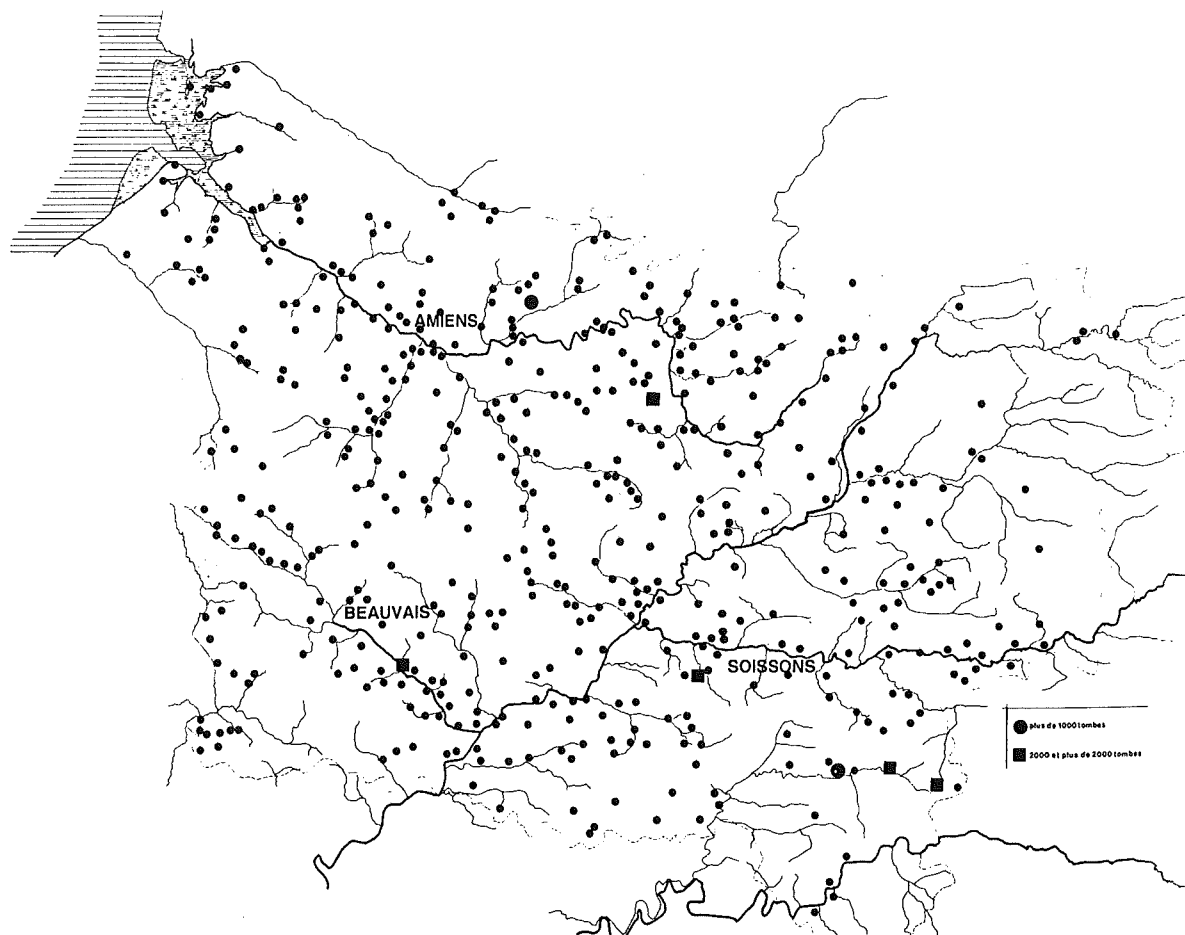 AMIENS
BEAUVAIS
SOISSONS
plus de 1000 tombes
2000 et plus de 2000 tombes